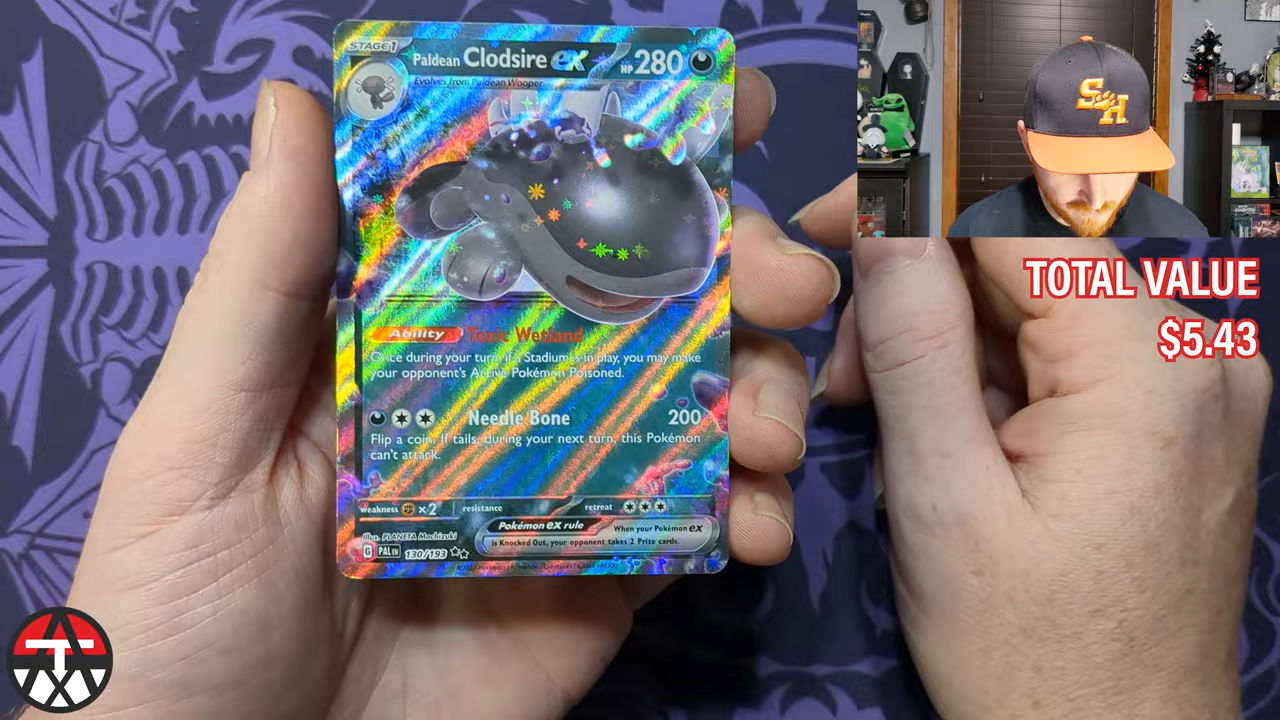 STAGE 1
Paldean Clodsire ex HP 280
Evolves from Paldean Wooper
SH
TOTAL VALUE
$5.43
Ability Toxic Wetland
Once during your turn, if a Stadium is in play, you may make
your opponent's Active Pokémon Poisoned.
Needle Bone 200
Flip a coin. If tails, during your next turn, this Pokémon
can't attack.
weakness ×2 resistance retreat
Pokémon ex rule When your Pokémon ex
is Knocked Out, your opponent takes 2 Prize cards.
Illus. PLANETA Mochizuki
G PAL EN 130/193